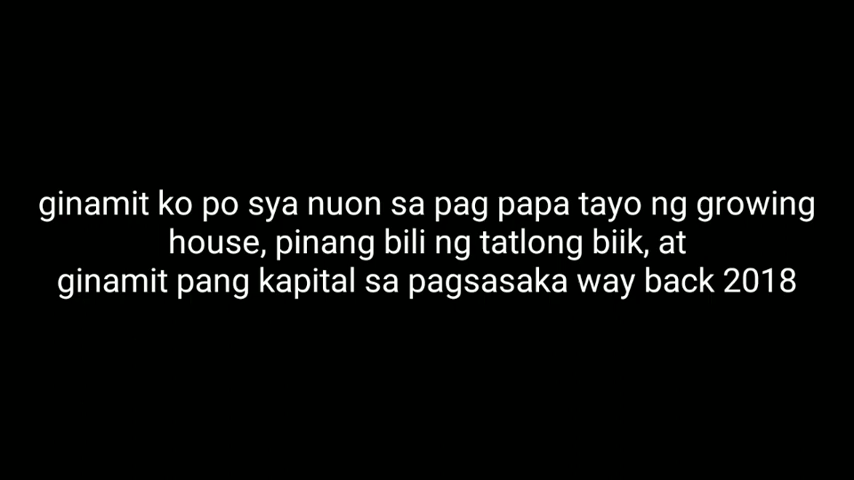 ginamit ko po sya nuon sa pag papa tayo ng growing
house, pinang bili ng tatlong biik, at
ginamit pang kapital sa pagsasaka way back 2018